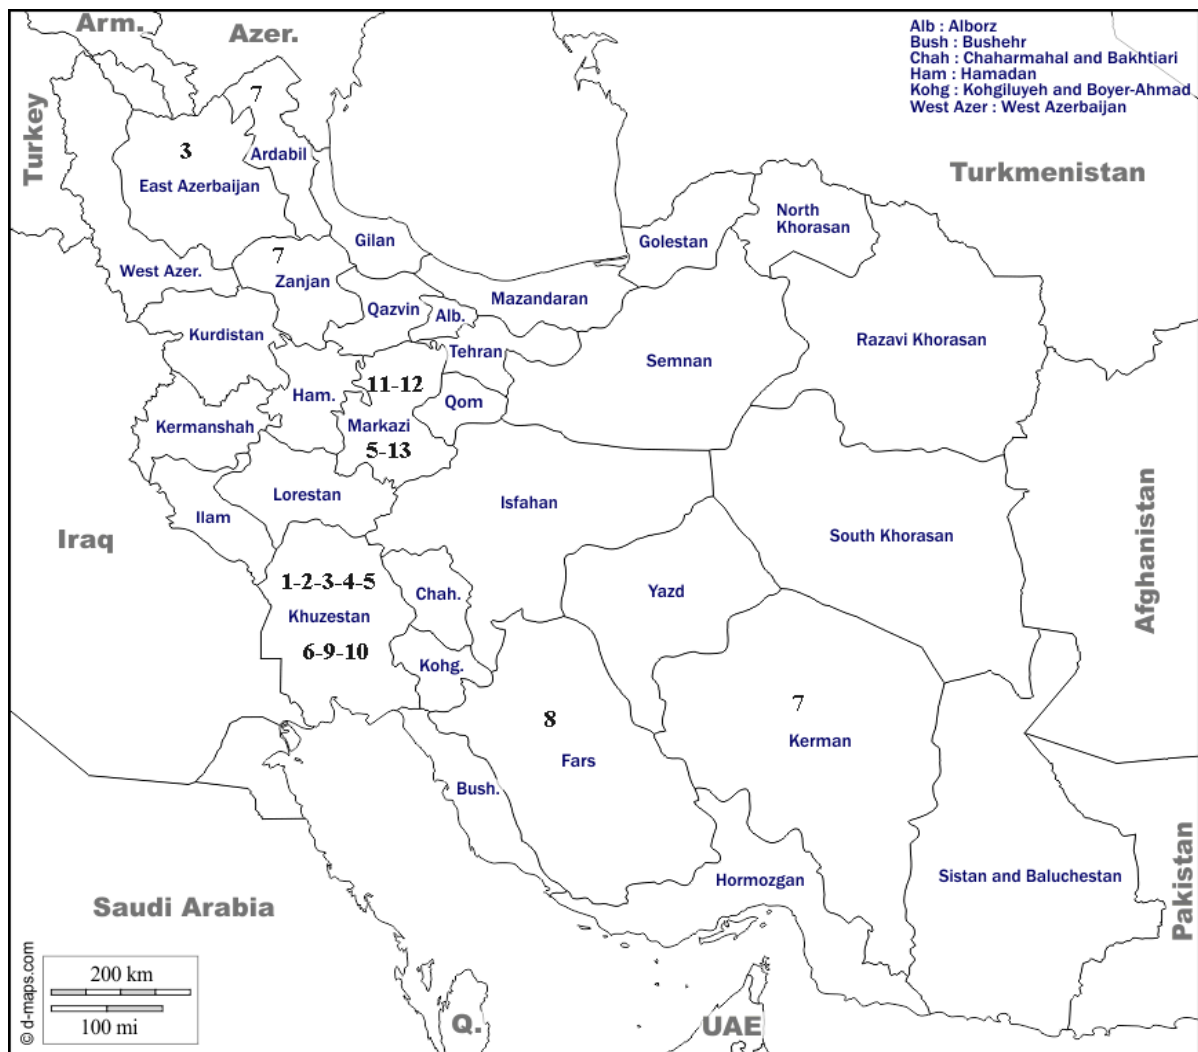 Arm.
Azer.
Alb : Alborz
Bush : Bushehr
Chah : Chaharmahal and Bakhtiari
Ham : Hamadan
Kohg : Kohgiluyeh and Boyer-Ahmad
West Azer : West Azerbaijan
Turkey
7
3
Ardabil
East Azerbaijan
Turkmenistan
North
Khorasan
Gilan
Golestan
7
West Azer.
Zanjan
Mazandaran
Qazvin
Alb.
Kurdistan
Razavi Khorasan
Tehran
Semnan
11-12
Ham.
Qom
Kermanshah
Markazi
5-13
Lorestan
Isfahan
Ilam
Iraq
South Khorasan
Afghanistan
1-2-3-4-5
Chah.
Yazd
Khuzestan
6-9-10
Kohg.
7
8
Kerman
Fars
Bush.
Hormozgan
Sistan and Baluchestan
Pakistan
Saudi Arabia
© d-maps.com
200 km
100 mi
Q.
UAE